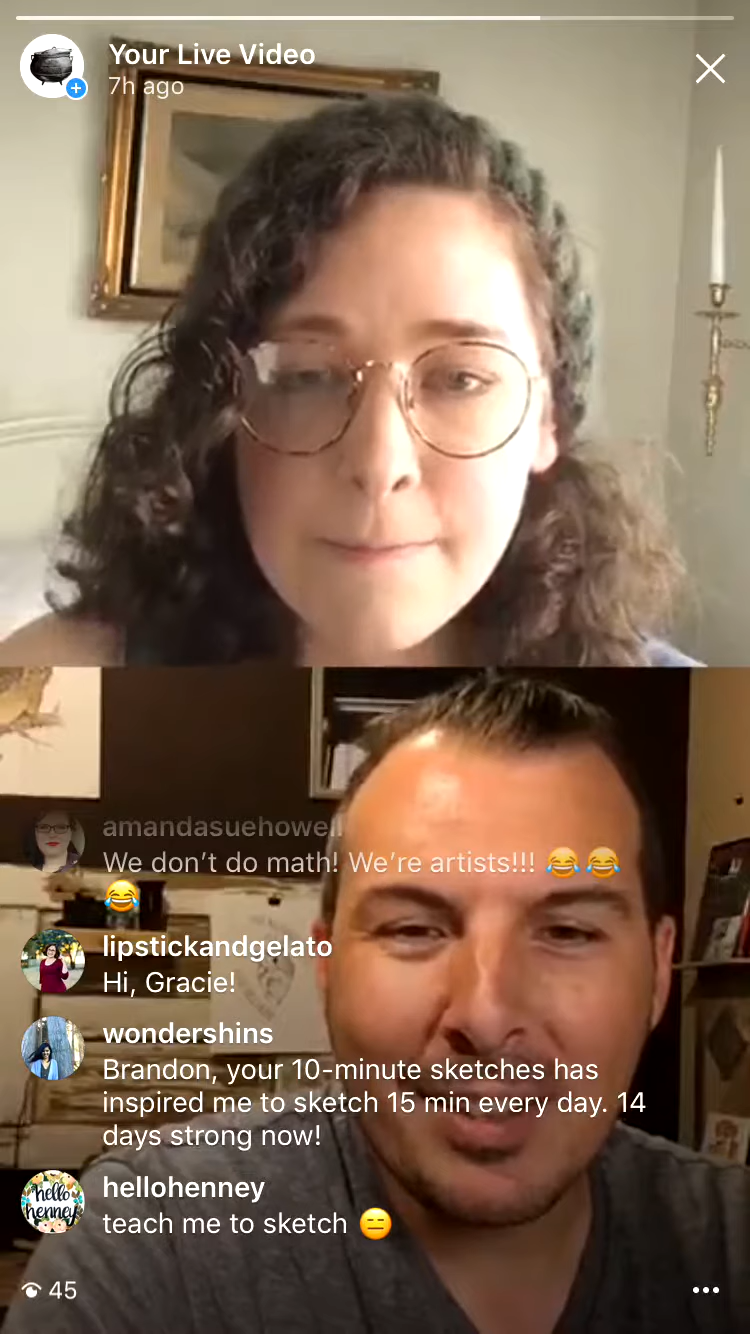 Your Live Video
7h ago
amandasuehowell
We don't do math! We're artists!!! 😂😂
😂
lipstickandgelato
Hi, Gracie!
wondershins
Brandon, your 10-minute sketches has
inspired me to sketch 15 min every day. 14
days strong now!
hello
henney
hellohenney
teach me to sketch 😑
45